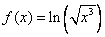 f(x) = ln(√x³)